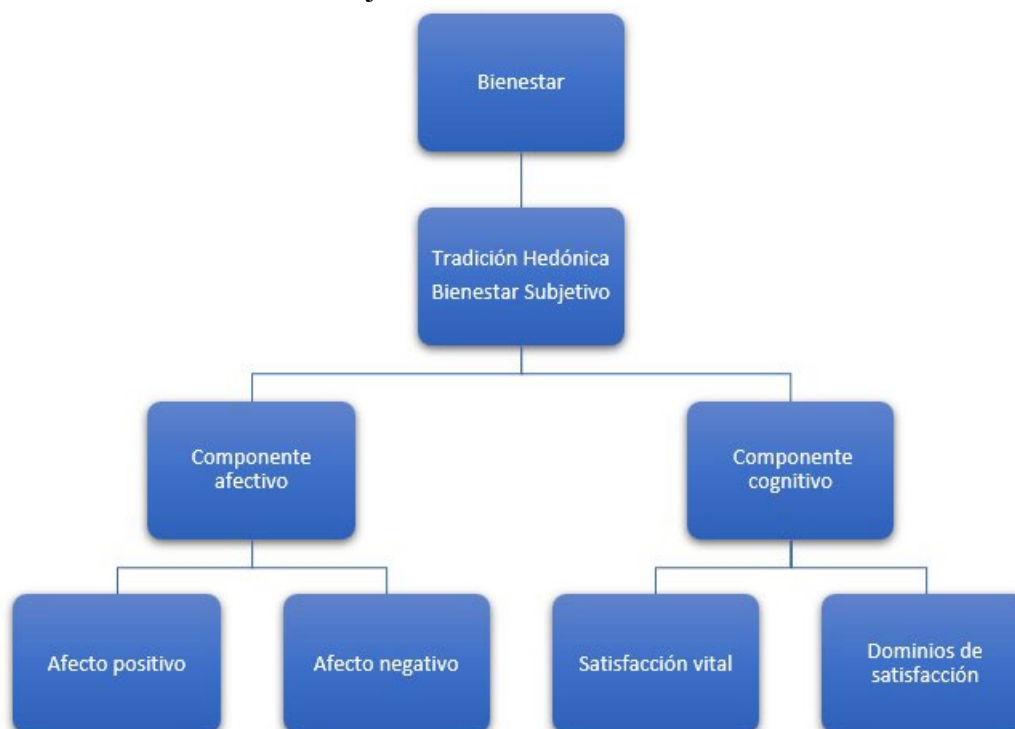 Bienestar
Tradición Hedónica
Bienestar Subjetivo
Componente
afectivo
Componente
cognitivo
Afecto positivo
Afecto negativo
Satisfacción vital
Dominios de
satisfacción